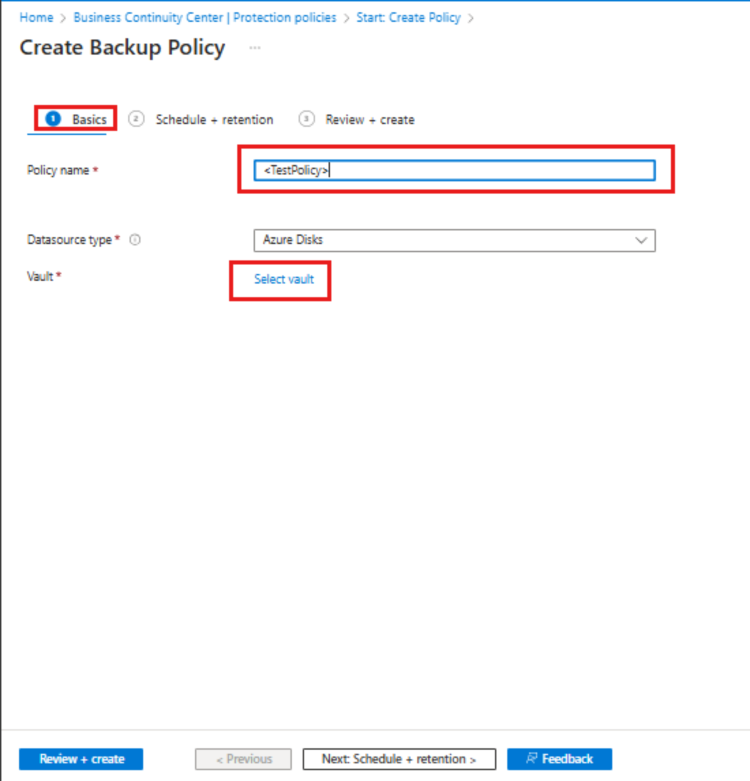 Home > Business Continuity Center | Protection policies > Start: Create Policy >
Create Backup Policy ...
1 Basics 2 Schedule + retention 3 Review + create
Policy name * <TestPolicy>
Datasource type * Azure Disks
Vault * Select vault
Review + create < Previous Next: Schedule + retention > Feedback